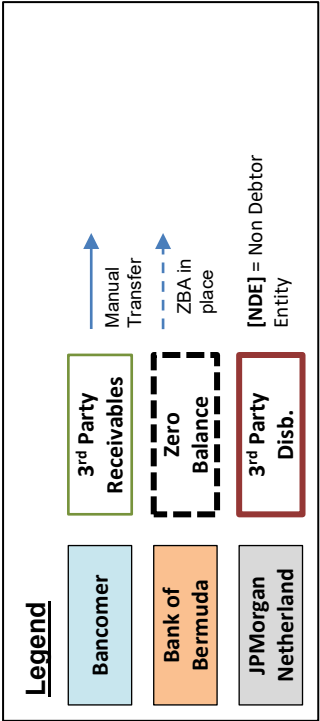 Legend
Bancomer
3rd Party
Receivables
Manual
Transfer
Bank of
Bermuda
Zero
Balance
ZBA in
place
JPMorgan
Netherland
3rd Party
Disb.
[NDE] = Non Debtor
Entity